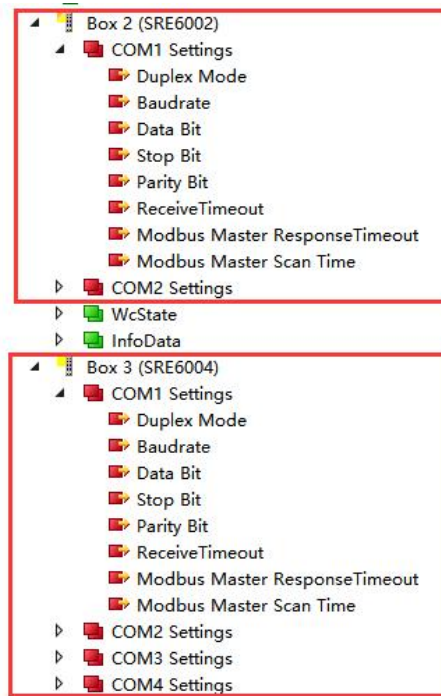 Box 2 (SRE6002)
COM1 Settings
Duplex Mode
Baudrate
Data Bit
Stop Bit
Parity Bit
ReceiveTimeout
Modbus Master ResponseTimeout
Modbus Master Scan Time
COM2 Settings
WcState
InfoData
Box 3 (SRE6004)
COM1 Settings
Duplex Mode
Baudrate
Data Bit
Stop Bit
Parity Bit
ReceiveTimeout
Modbus Master ResponseTimeout
Modbus Master Scan Time
COM2 Settings
COM3 Settings
COM4 Settings